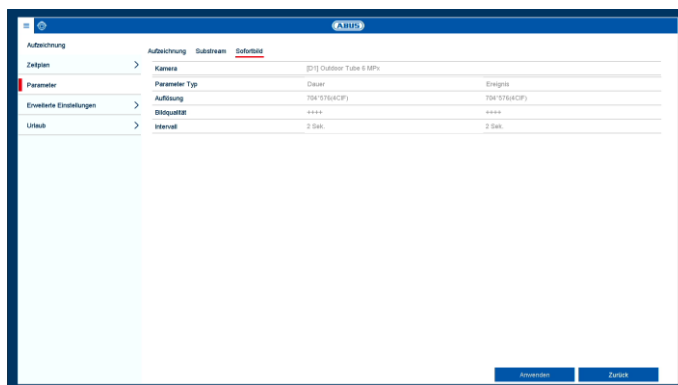 ABUS
Aufzeichnung
Zeitplan
Parameter
Erweiterte Einstellungen
Urlaub
Aufzeichnung Substream Sofortbild
Kamera [D1] Outdoor Tube 6 MPx
Parameter Typ Dauer Ereignis
Auflösung 704*576(4CIF) 704*576(4CIF)
Bildqualität ++++ ++++
Intervall 2 Sek. 2 Sek.
Anwenden Zurück